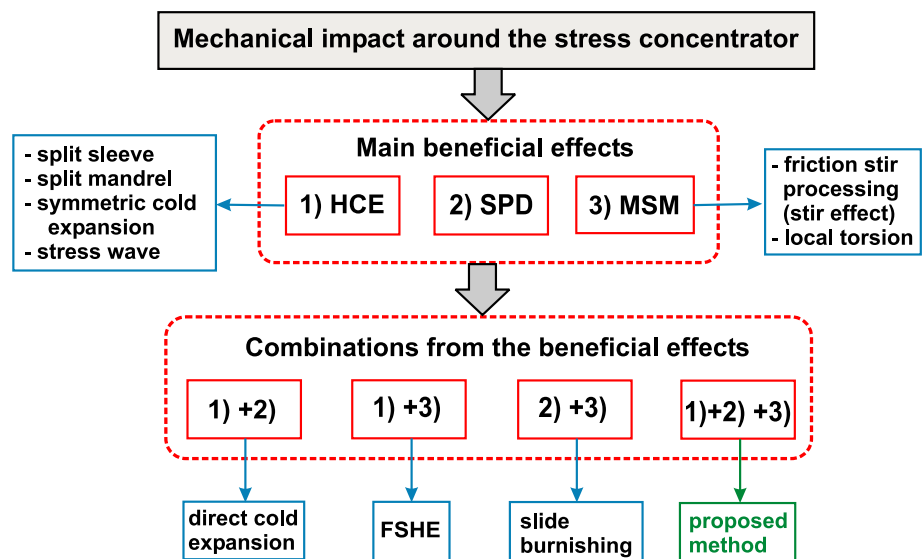 Mechanical impact around the stress concentrator
Main beneficial effects
- split sleeve
- split mandrel
- symmetric cold
expansion
- stress wave
1) HCE
2) SPD
3) MSM
- friction stir
processing
(stir effect)
- local torsion
Combinations from the beneficial effects
1) +2)
1) +3)
2) +3)
1)+2) +3)
direct cold
expansion
FSHE
slide
burnishing
proposed
method